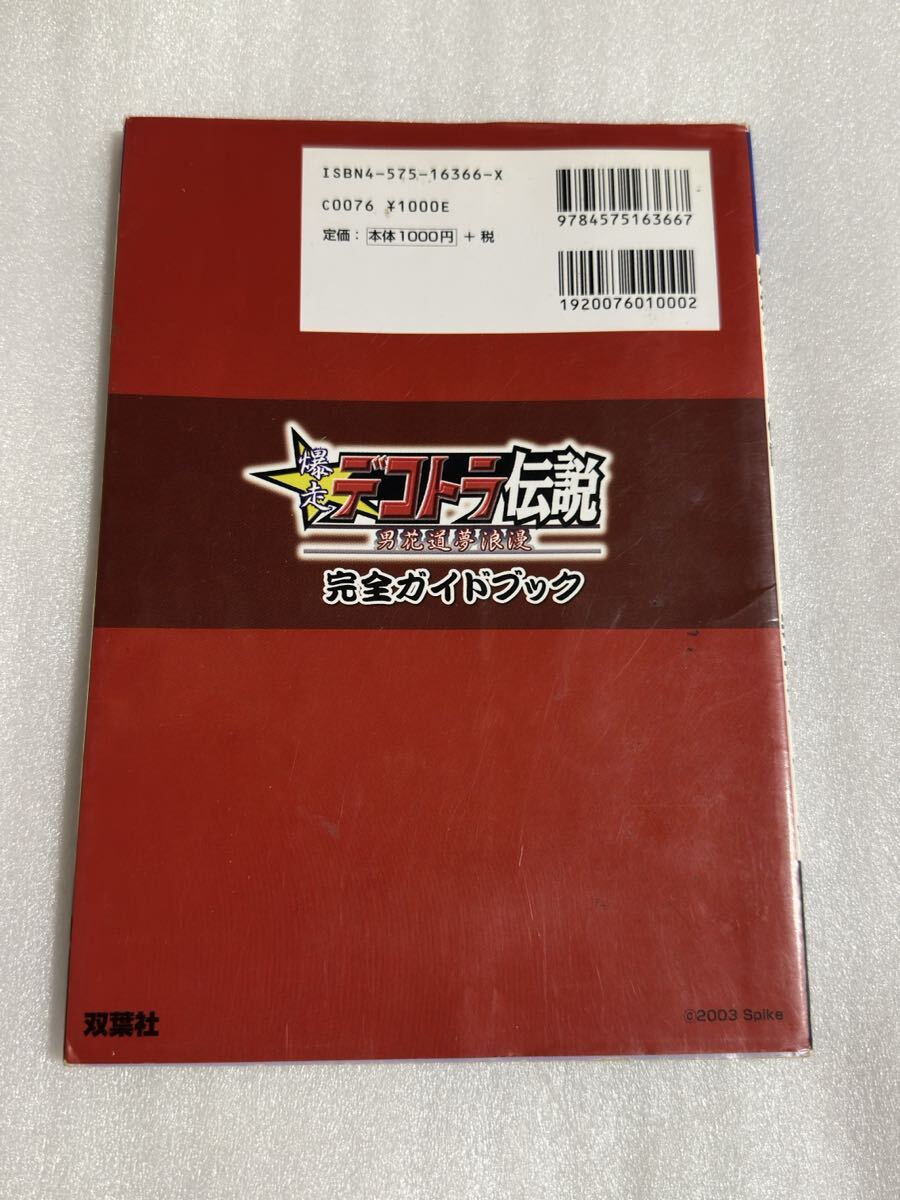 ISBN4-575-16366-X
C0076 ¥1000E
定価：本体1000円＋税
9784575163667
1920076010002
爆走
デコトラ伝説
男花道夢浪漫
完全ガイドブック
双葉社
©2003 Spike